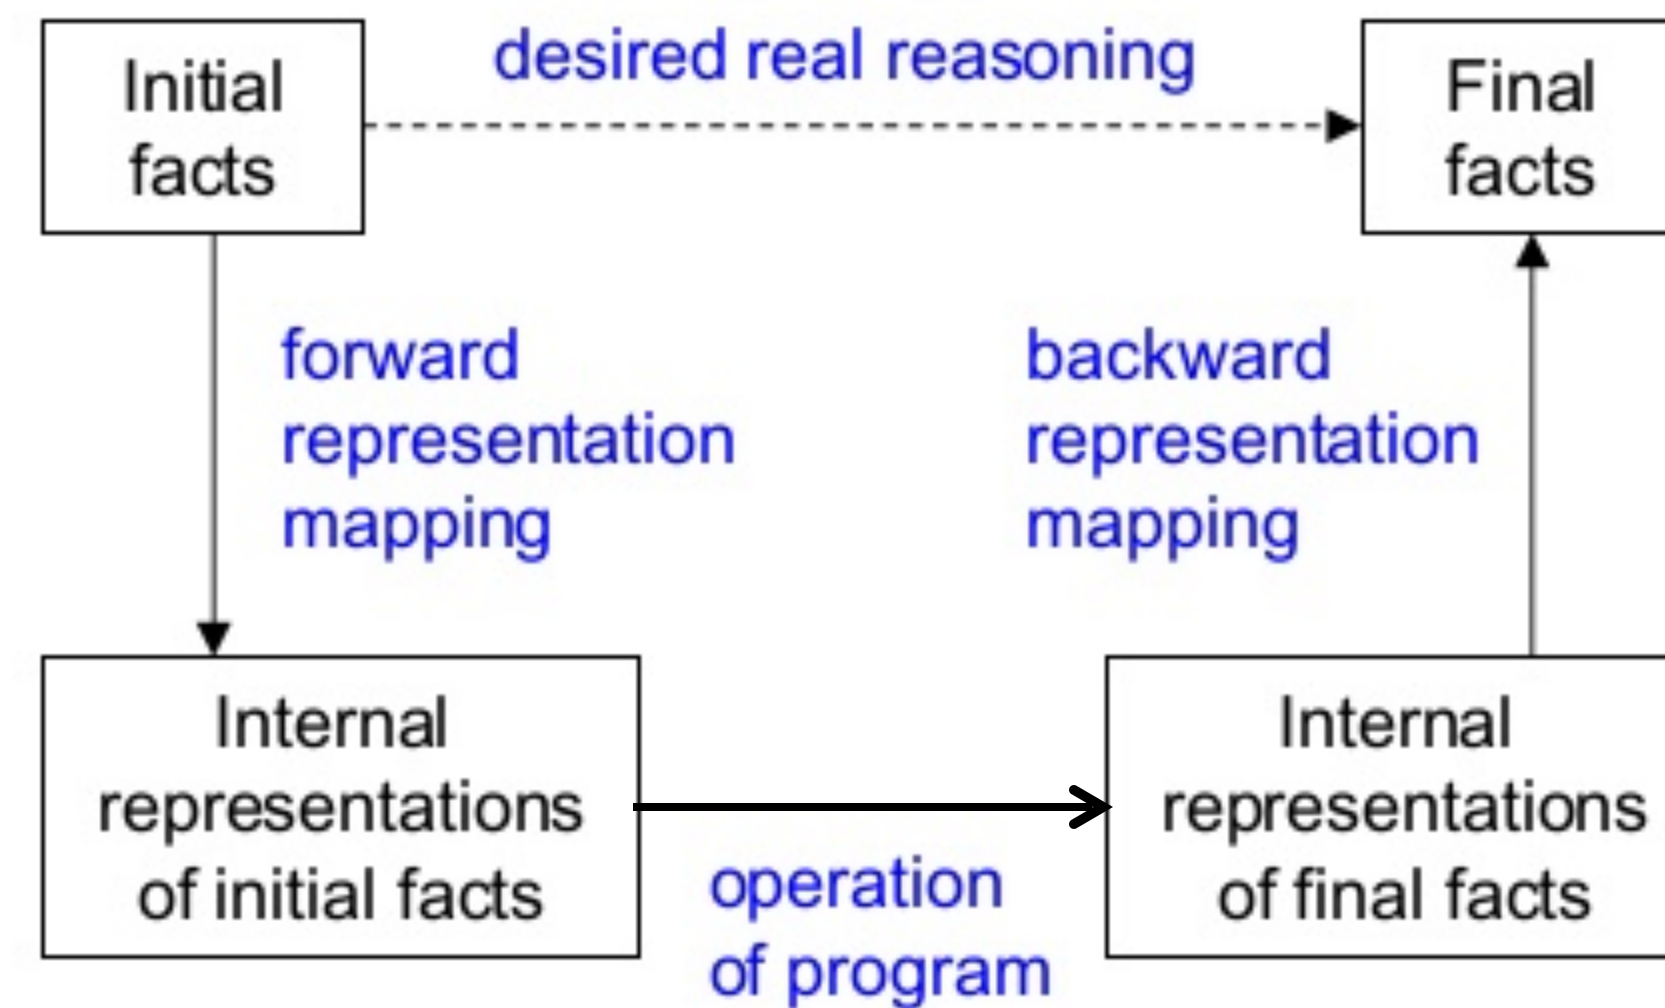 Initial
facts
desired real reasoning
Final
facts
forward
representation
mapping
backward
representation
mapping
Internal
representations
of initial facts
operation
of program
Internal
representations
of final facts